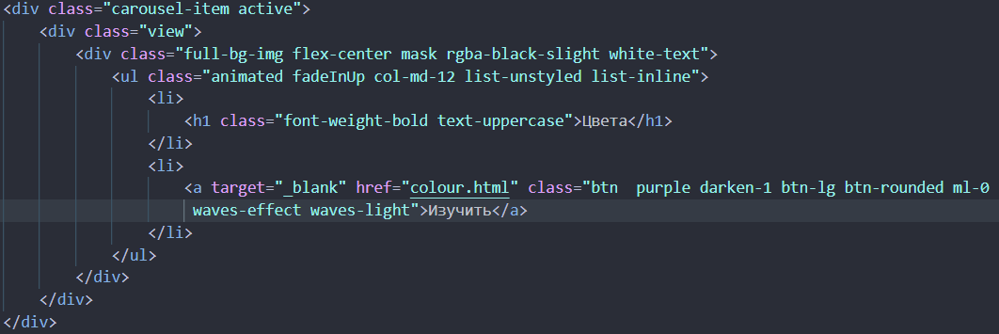 <div class="carousel-item active">
<div class="view">
<div class="full-bg-img flex-center mask rgba-black-slight white-text">
<ul class="animated fadeInUp col-md-12 list-unstyled list-inline">
<li>
<h1 class="font-weight-bold text-uppercase">Цвета</h1>
</li>
<li>
<a target="_blank" href="colour.html" class="btn  purple darken-1 btn-lg btn-rounded ml-0
waves-effect waves-light">Изучить</a>
</li>
</ul>
</div>
</div>
</div>